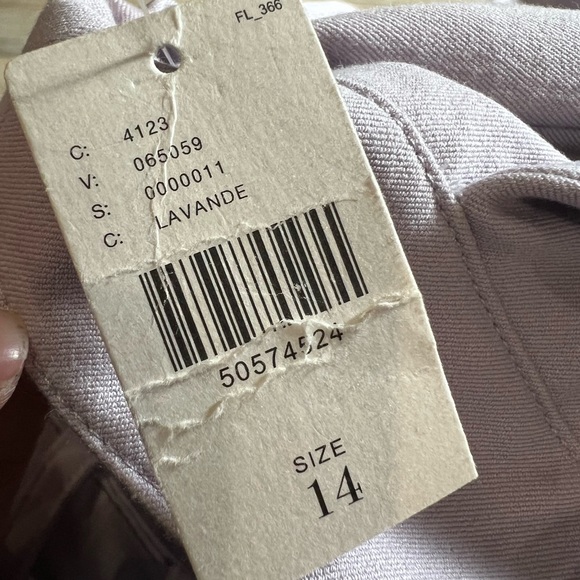 FL_366
C: 4123
V: 065059
S: 0000011
C: LAVANDE
50574524
SIZE
14